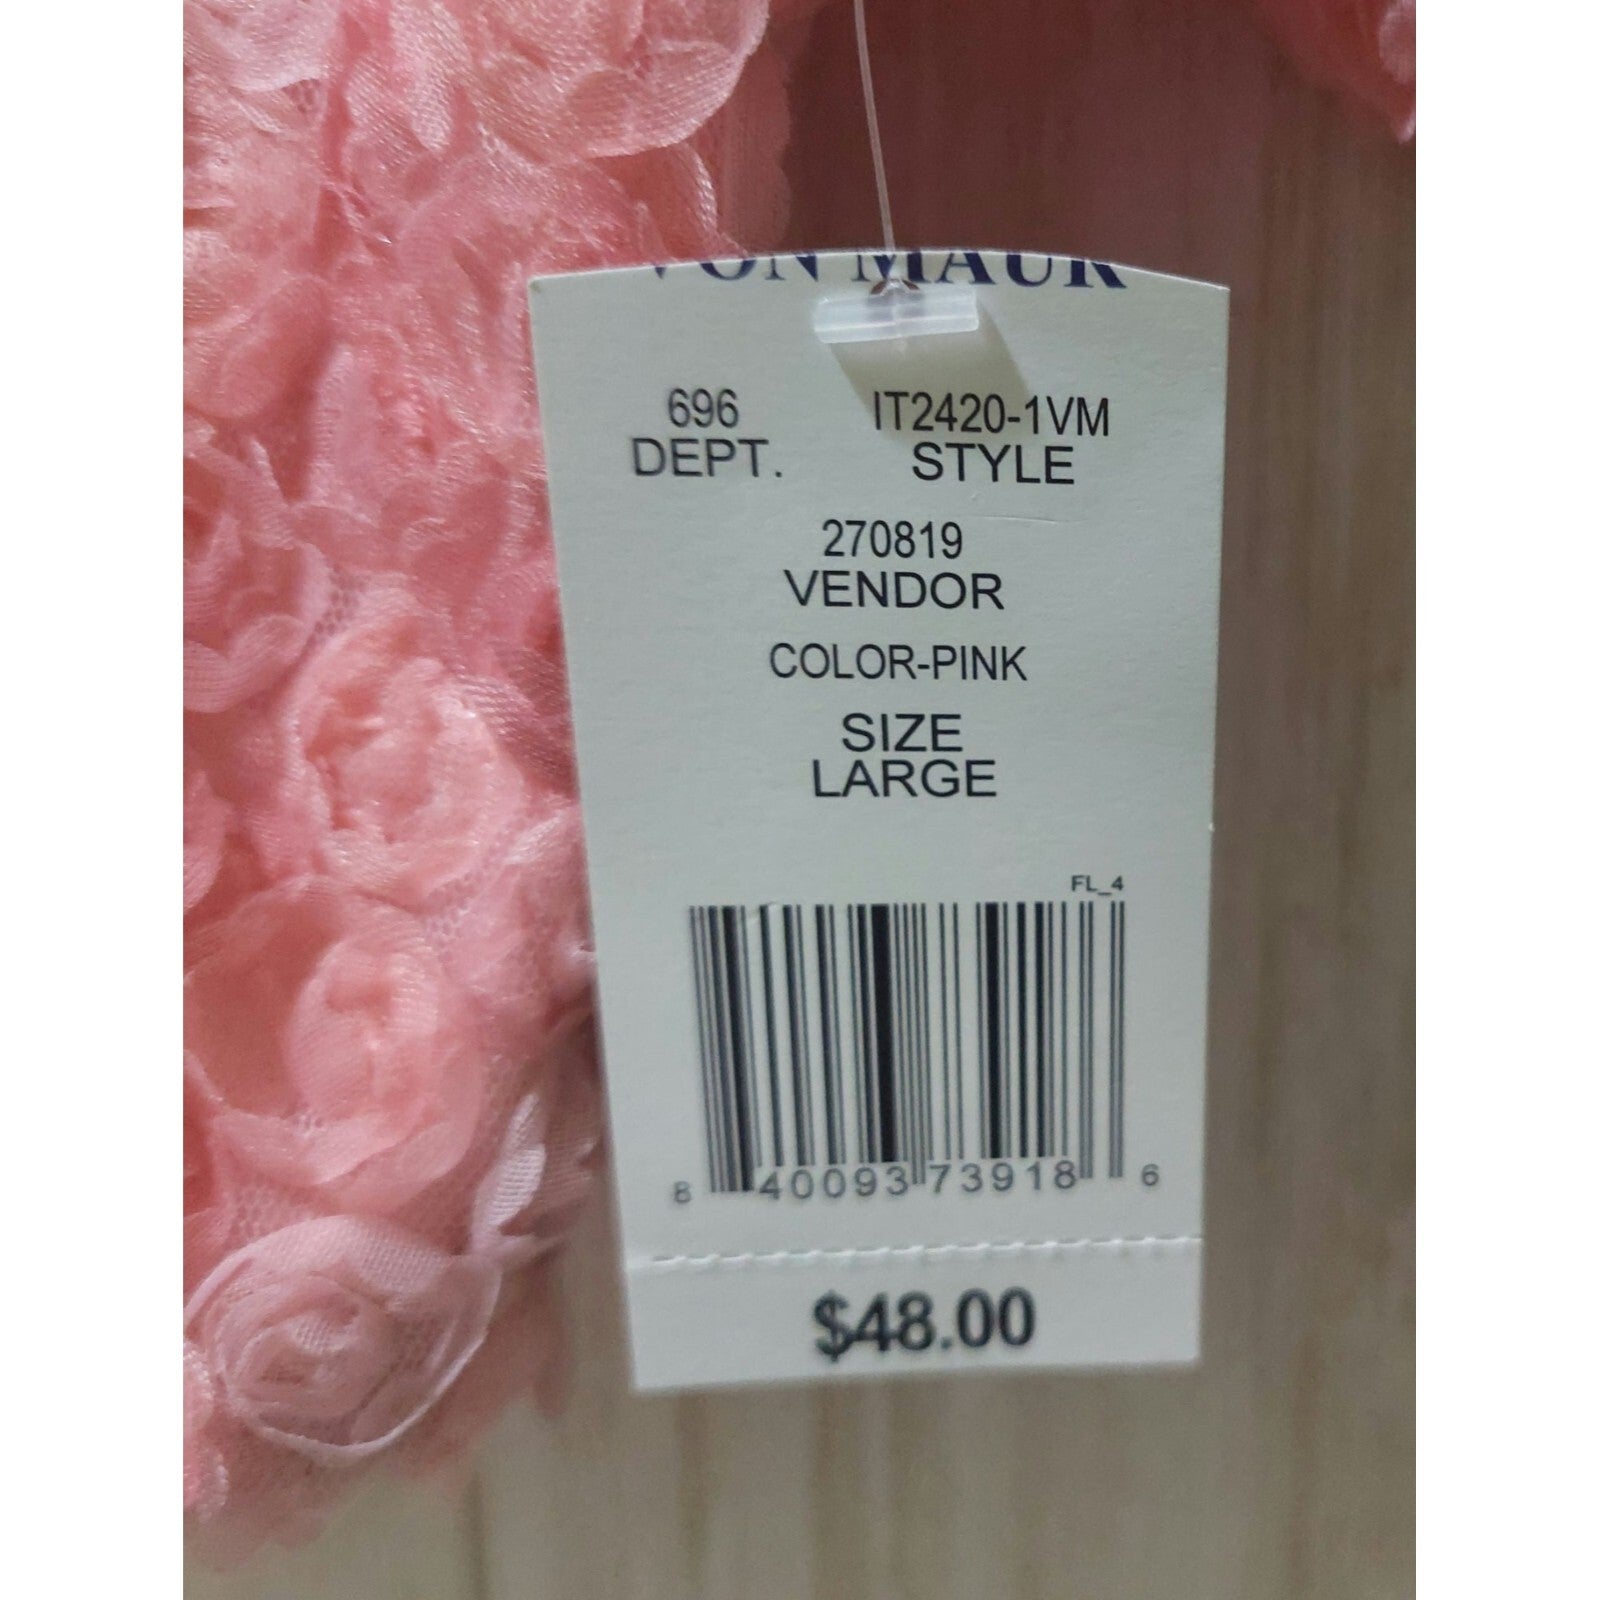 VON MAUR
696 IT2420-1VM
DEPT. STYLE
270819
VENDOR
COLOR-PINK
SIZE
LARGE
FL_4
8 40093 73918 6
$48.00